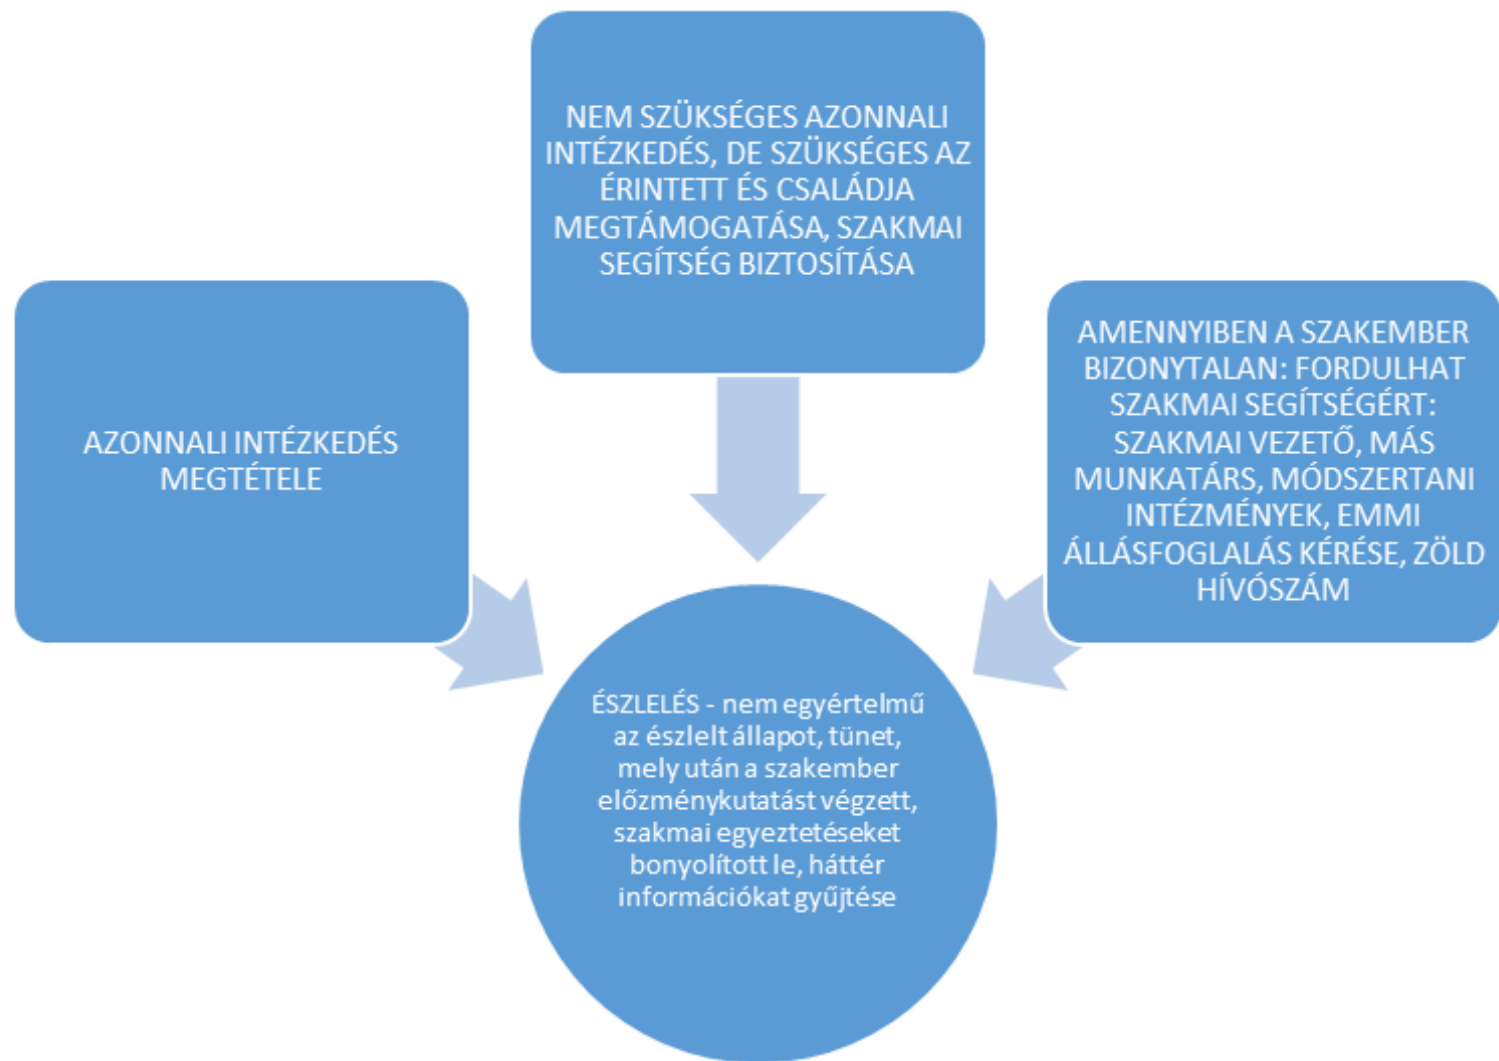 NEM SZÜKSÉGES AZONNALI
INTÉZKEDÉS, DE SZÜKSÉGES AZ
ÉRINTETT ÉS CSALÁDJA
MEGTÁMOGATÁSA, SZAKMAI
SEGÍTSÉG BIZTOSÍTÁSA
AZONNALI INTÉZKEDÉS
MEGTÉTELE
AMENNYIBEN A SZAKEMBER
BIZONYTALAN: FORDULHAT
SZAKMAI SEGÍTSÉGÉRT:
SZAKMAI VEZETŐ, MÁS
MUNKATÁRS, MÓDSZERTANI
INTÉZMÉNYEK, EMMI
ÁLLÁSFOGLALÁS KÉRÉSE, ZÖLD
HÍVÓSZÁM
ÉSZLELÉS - nem egyértelmű
az észlelt állapot, tünet,
mely után a szakember
előzménykutatást végzett,
szakmai egyeztetéseket
bonyolított le, háttér
információkat gyűjtése